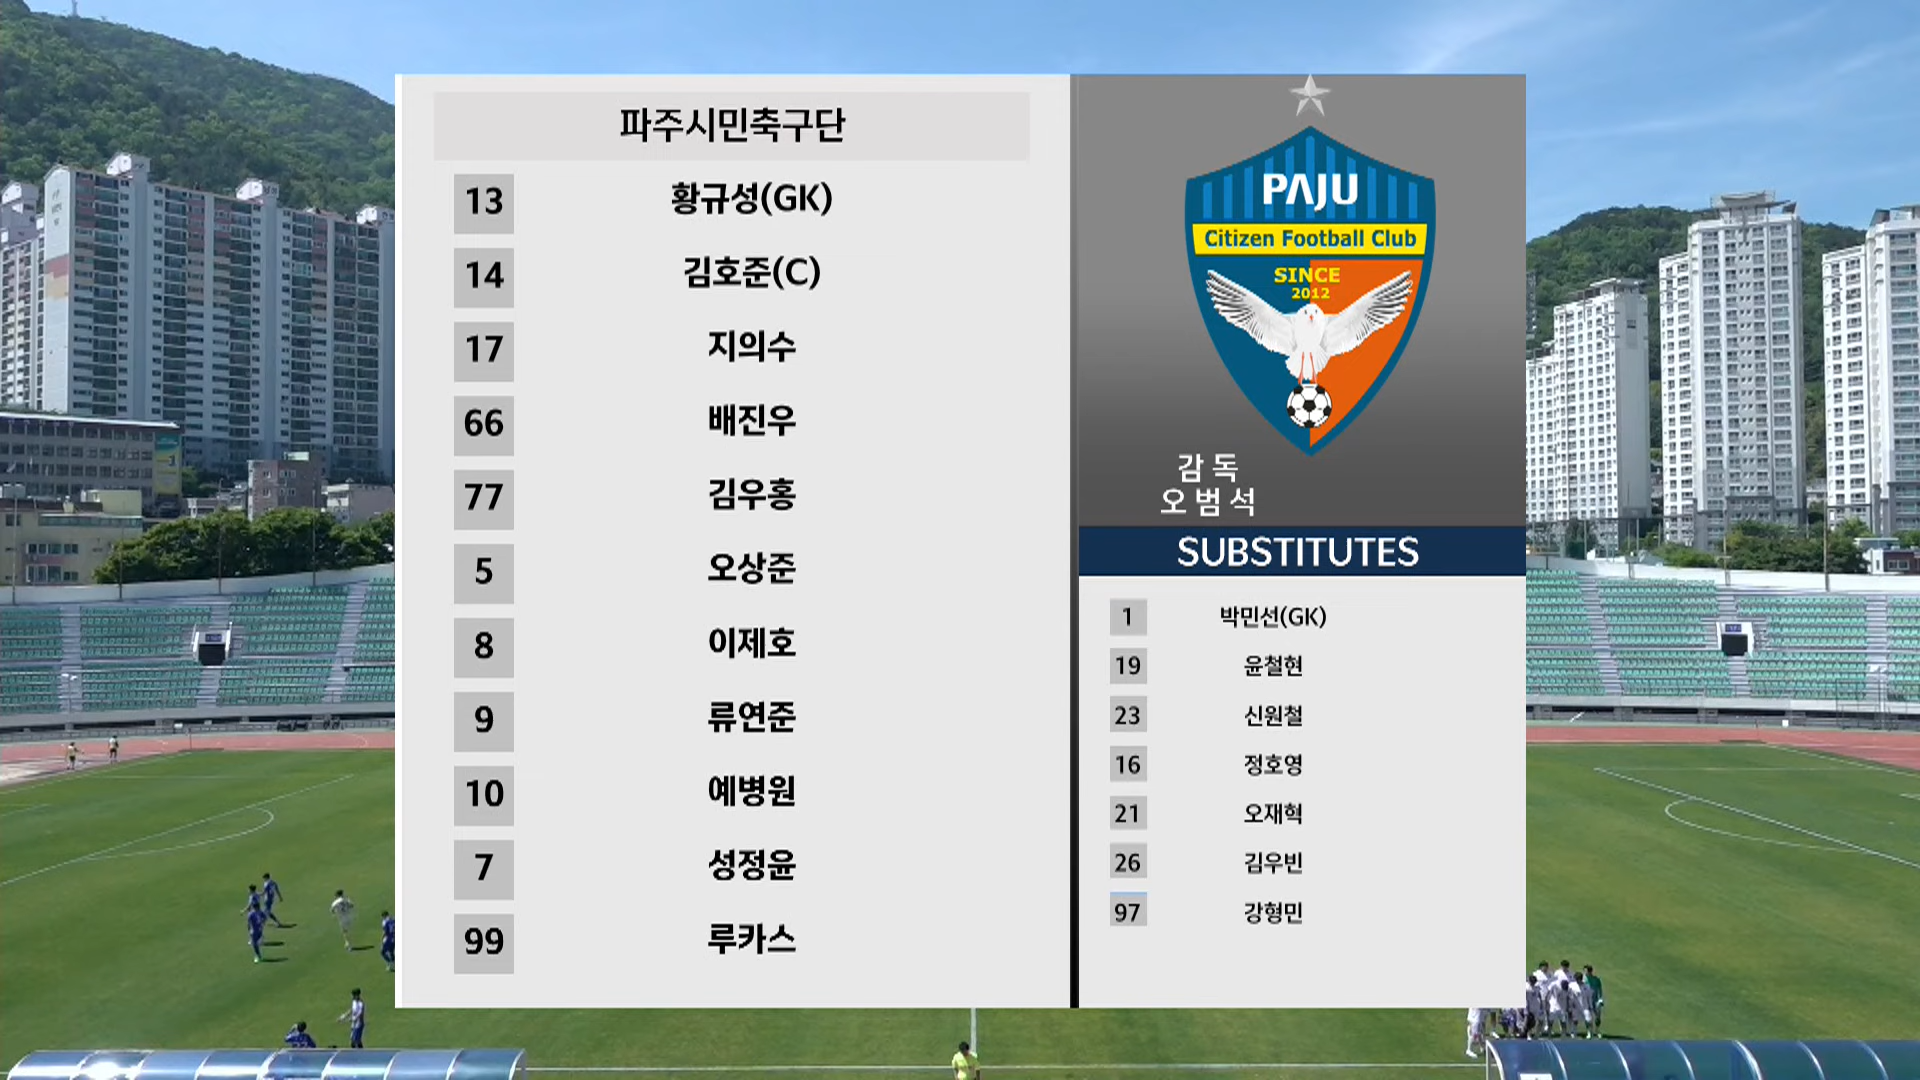 파주시민축구단
13 황규성(GK)
14 김호준(C)
17 지의수
66 배진우
77 김우홍
5 오상준
8 이제호
9 류연준
10 예병원
7 성정윤
99 루카스
PAJU
Citizen Football Club
SINCE
2012
감 독
오 범 석
SUBSTITUTES
1 박민선(GK)
19 윤철현
23 신원철
16 정호영
21 오재혁
26 김우빈
97 강형민